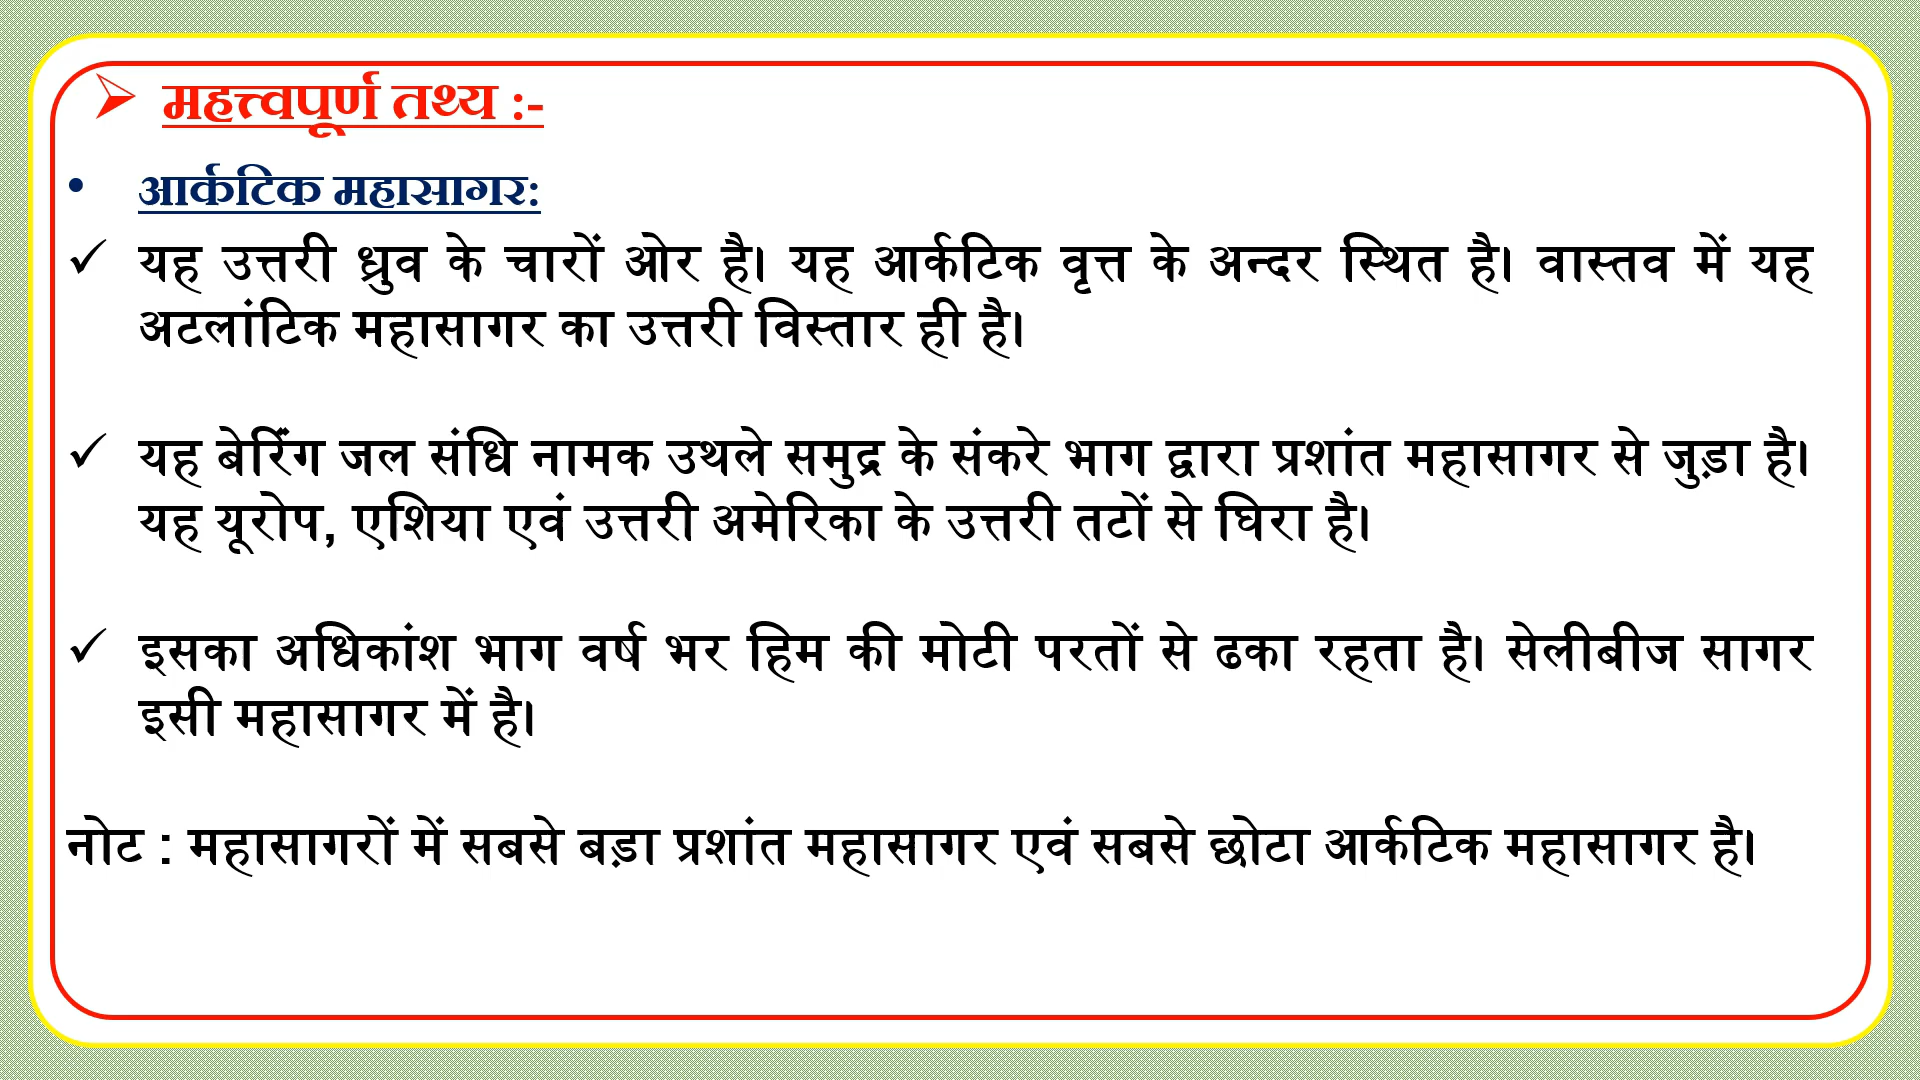 महत्त्वपूर्ण तथ्य :-
आर्कटिक महासागर:
यह उत्तरी ध्रुव के चारों ओर है। यह आर्कटिक वृत्त के अन्दर स्थित है। वास्तव में यह
अटलांटिक महासागर का उत्तरी विस्तार ही है।
यह बेरिंग जल संधि नामक उथले समुद्र के संकरे भाग द्वारा प्रशांत महासागर से जुड़ा है।
यह यूरोप, एशिया एवं उत्तरी अमेरिका के उत्तरी तटों से घिरा है।
इसका अधिकांश भाग वर्ष भर हिम की मोटी परतों से ढका रहता है। सेलीबीज सागर
इसी महासागर में है।
नोट : महासागरों में सबसे बड़ा प्रशांत महासागर एवं सबसे छोटा आर्कटिक महासागर है।